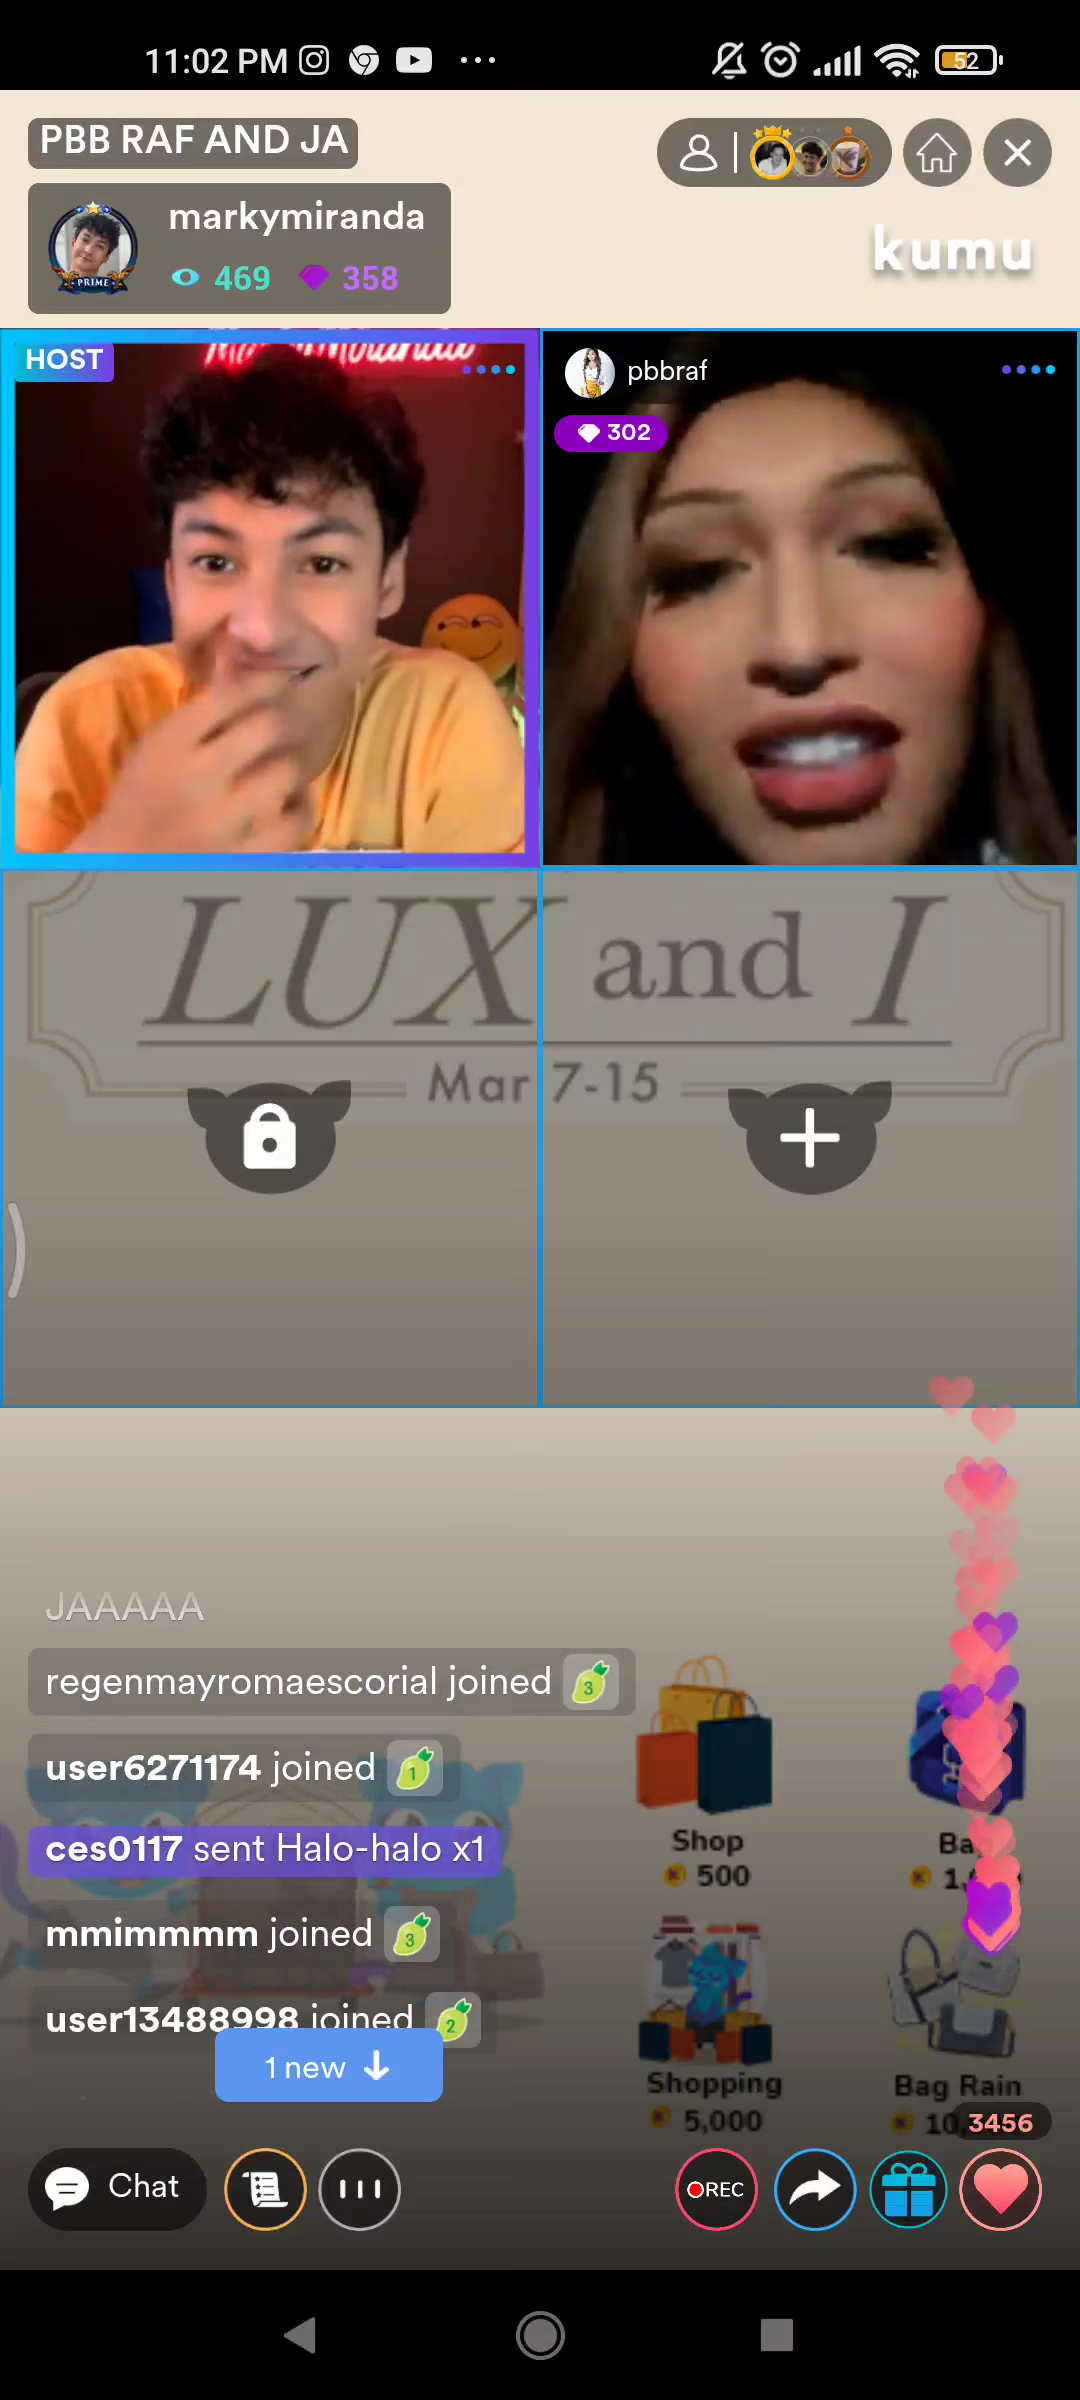 11:02 PM
52
PBB RAF AND JA
markymiranda
PRIME
469
358
kumu
HOST
pbbraf
302
LUX and I
Mar 7-15
JAAAAA
regenmayromaescorial joined 3
user6271174 joined 1
ces0117 sent Halo-halo x1
mmimmmm joined 3
user13488998 joined 2
1 new
Shop
500
Shopping
5,000
Bag Rain
3456
Chat
REC